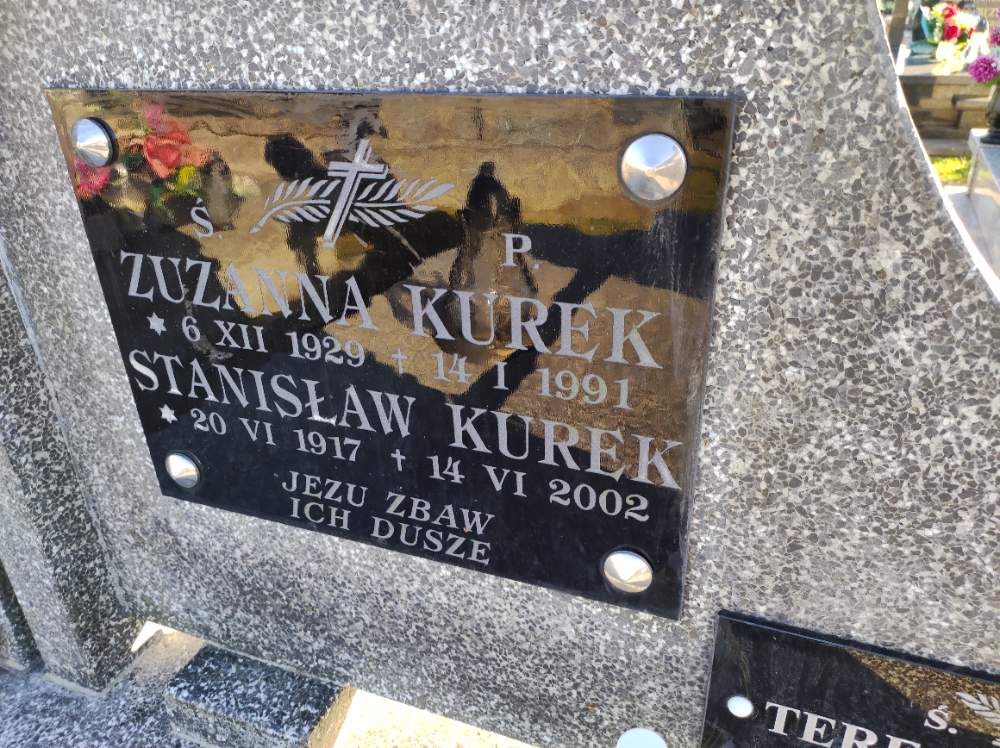 Ś. P.
ZUZANNA KUREK
* 6 XII 1929 + 14 I 1991
STANISŁAW KUREK
* 20 VI 1917 + 14 VI 2002
JEZU ZBAW
ICH DUSZE
Ś.